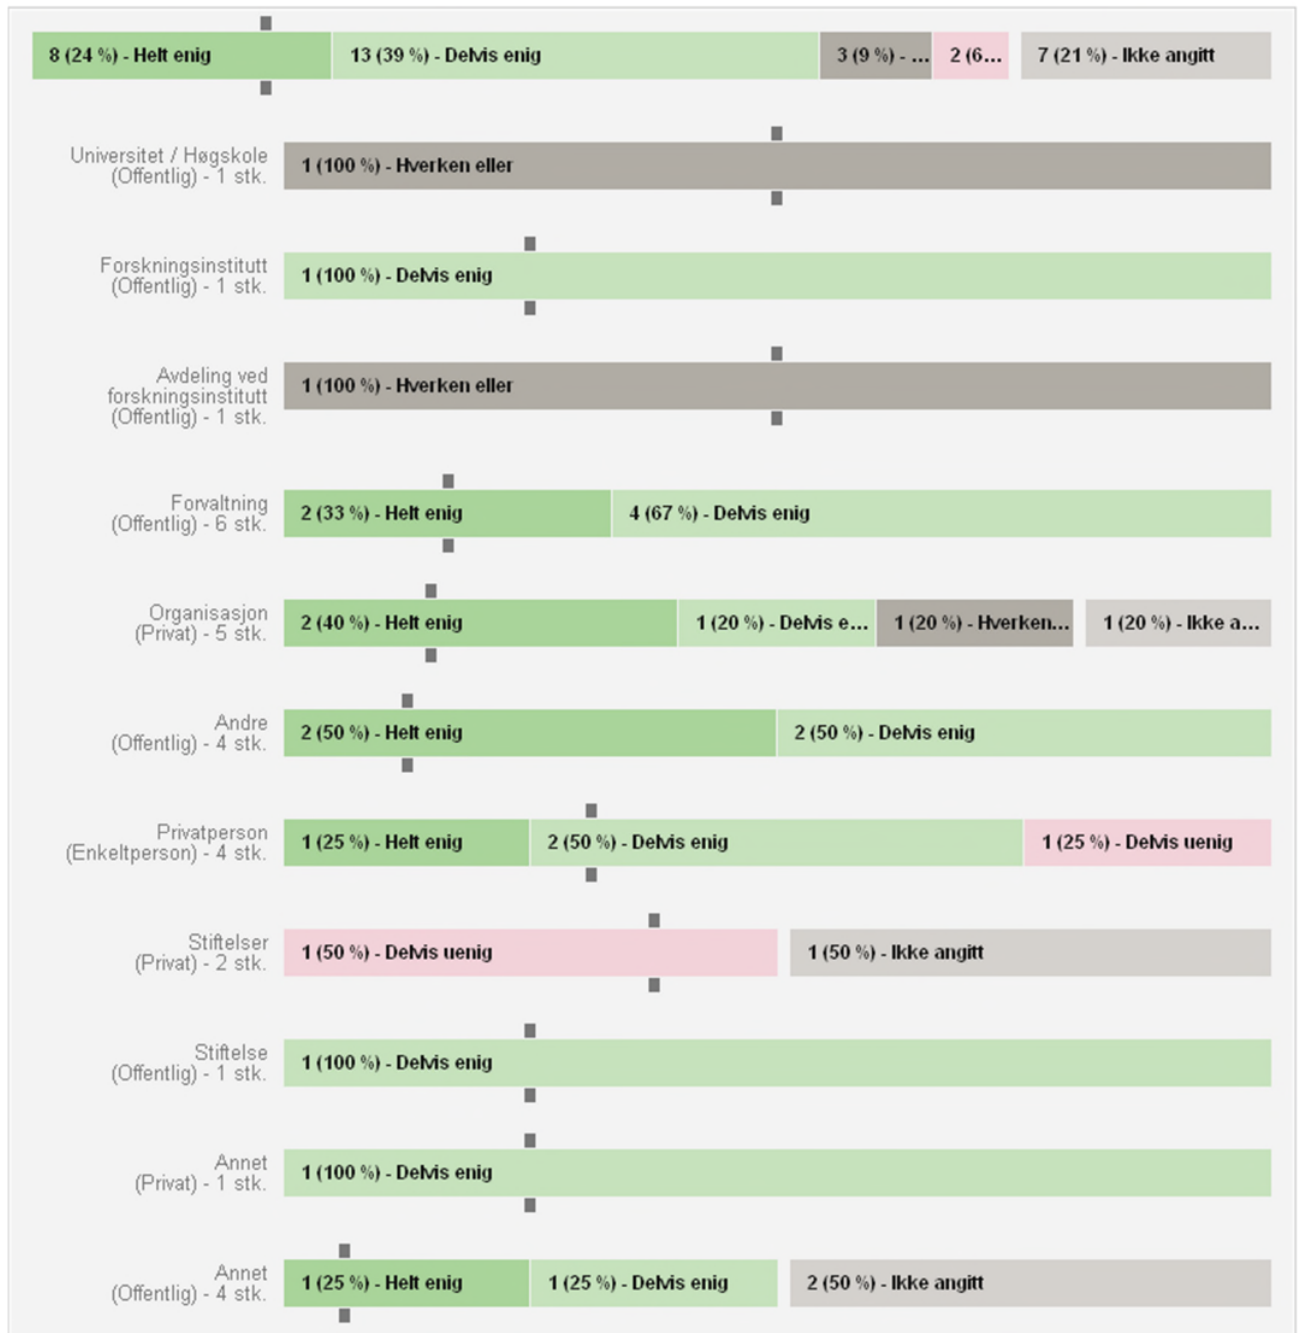 8 (24 %) - Helt enig 13 (39 %) - Delvis enig 3 (9 %) - ... 2 (6... 7 (21 %) - Ikke angitt
Universitet / Høgskole
(Offentlig) - 1 stk.
1 (100 %) - Hverken eller
Forskningsinstitutt
(Offentlig) - 1 stk.
1 (100 %) - Delvis enig
Avdeling ved
forskningsinstitutt
(Offentlig) - 1 stk.
1 (100 %) - Hverken eller
Forvaltning
(Offentlig) - 6 stk.
2 (33 %) - Helt enig 4 (67 %) - Delvis enig
Organisasjon
(Privat) - 5 stk.
2 (40 %) - Helt enig 1 (20 %) - Delvis e... 1 (20 %) - Hverken... 1 (20 %) - Ikke a...
Andre
(Offentlig) - 4 stk.
2 (50 %) - Helt enig 2 (50 %) - Delvis enig
Privatperson
(Enkeltperson) - 4 stk.
1 (25 %) - Helt enig 2 (50 %) - Delvis enig 1 (25 %) - Delvis uenig
Stiftelser
(Privat) - 2 stk.
1 (50 %) - Delvis uenig 1 (50 %) - Ikke angitt
Stiftelse
(Offentlig) - 1 stk.
1 (100 %) - Delvis enig
Annet
(Privat) - 1 stk.
1 (100 %) - Delvis enig
Annet
(Offentlig) - 4 stk.
1 (25 %) - Helt enig 1 (25 %) - Delvis enig 2 (50 %) - Ikke angitt